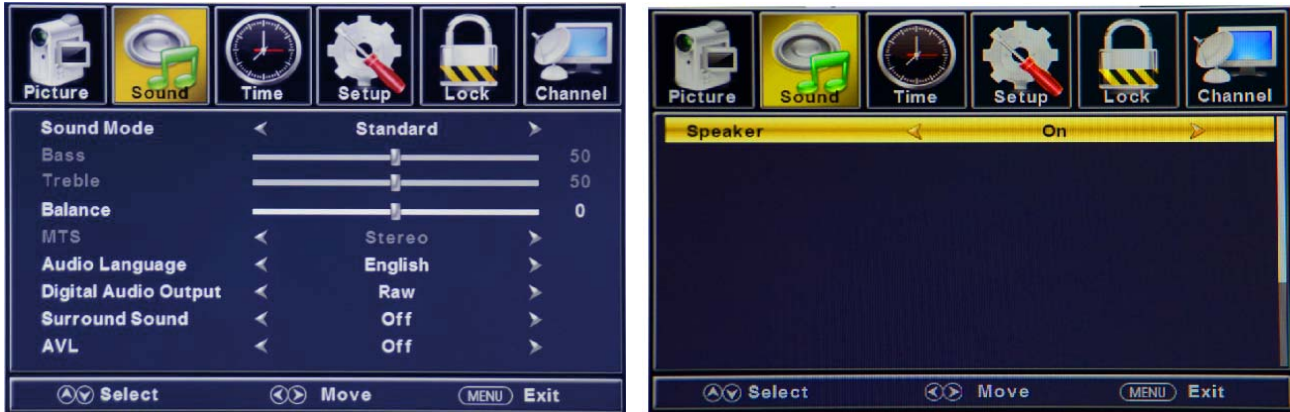 Picture Sound Time Setup Lock Channel
Sound Mode Standard
Bass 50
Treble 50
Balance 0
MTS Stereo
Audio Language English
Digital Audio Output Raw
Surround Sound Off
AVL Off
Select Move MENU Exit
Picture Sound Time Setup Lock Channel
Speaker On
Select Move MENU Exit